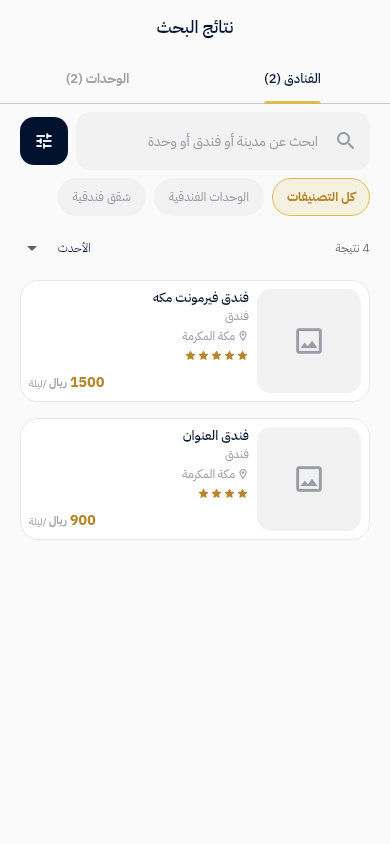 نتائج البحث
الفنادق (2)
الوحدات (2)
ابحث عن مدينة أو فندق أو وحدة
كل التصنيفات
الوحدات الفندقية
شقق فندقية
4 نتيجة
الأحدث
فندق فيرمونت مكه
فندق
مكة المكرمة
1500 ريال /ليلة
فندق العنوان
فندق
مكة المكرمة
900 ريال /ليلة